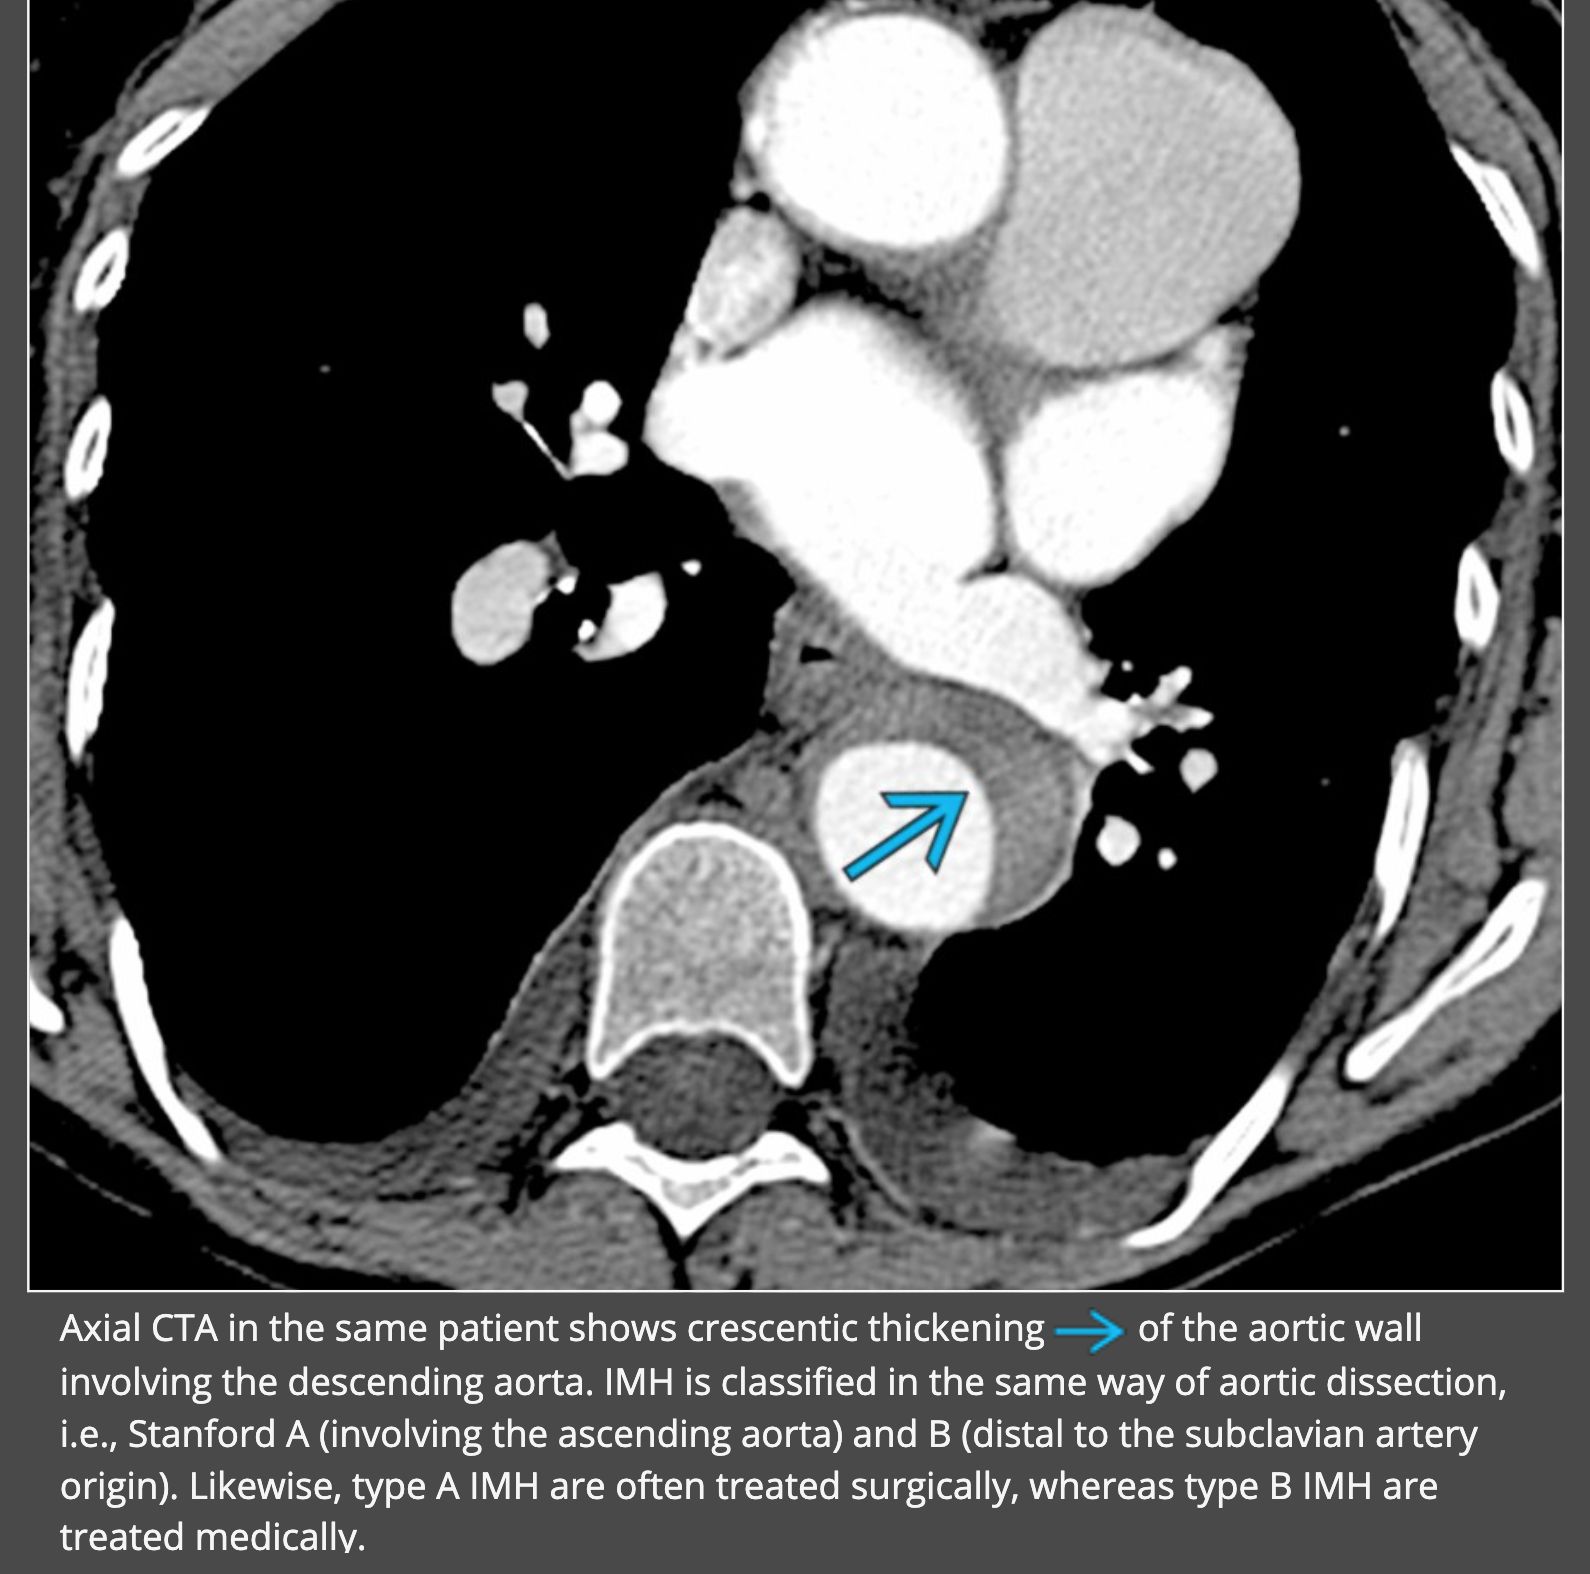 Axial CTA in the same patient shows crescentic thickening → of the aortic wall
involving the descending aorta. IMH is classified in the same way of aortic dissection,
i.e., Stanford A (involving the ascending aorta) and B (distal to the subclavian artery
origin). Likewise, type A IMH are often treated surgically, whereas type B IMH are
treated medically.